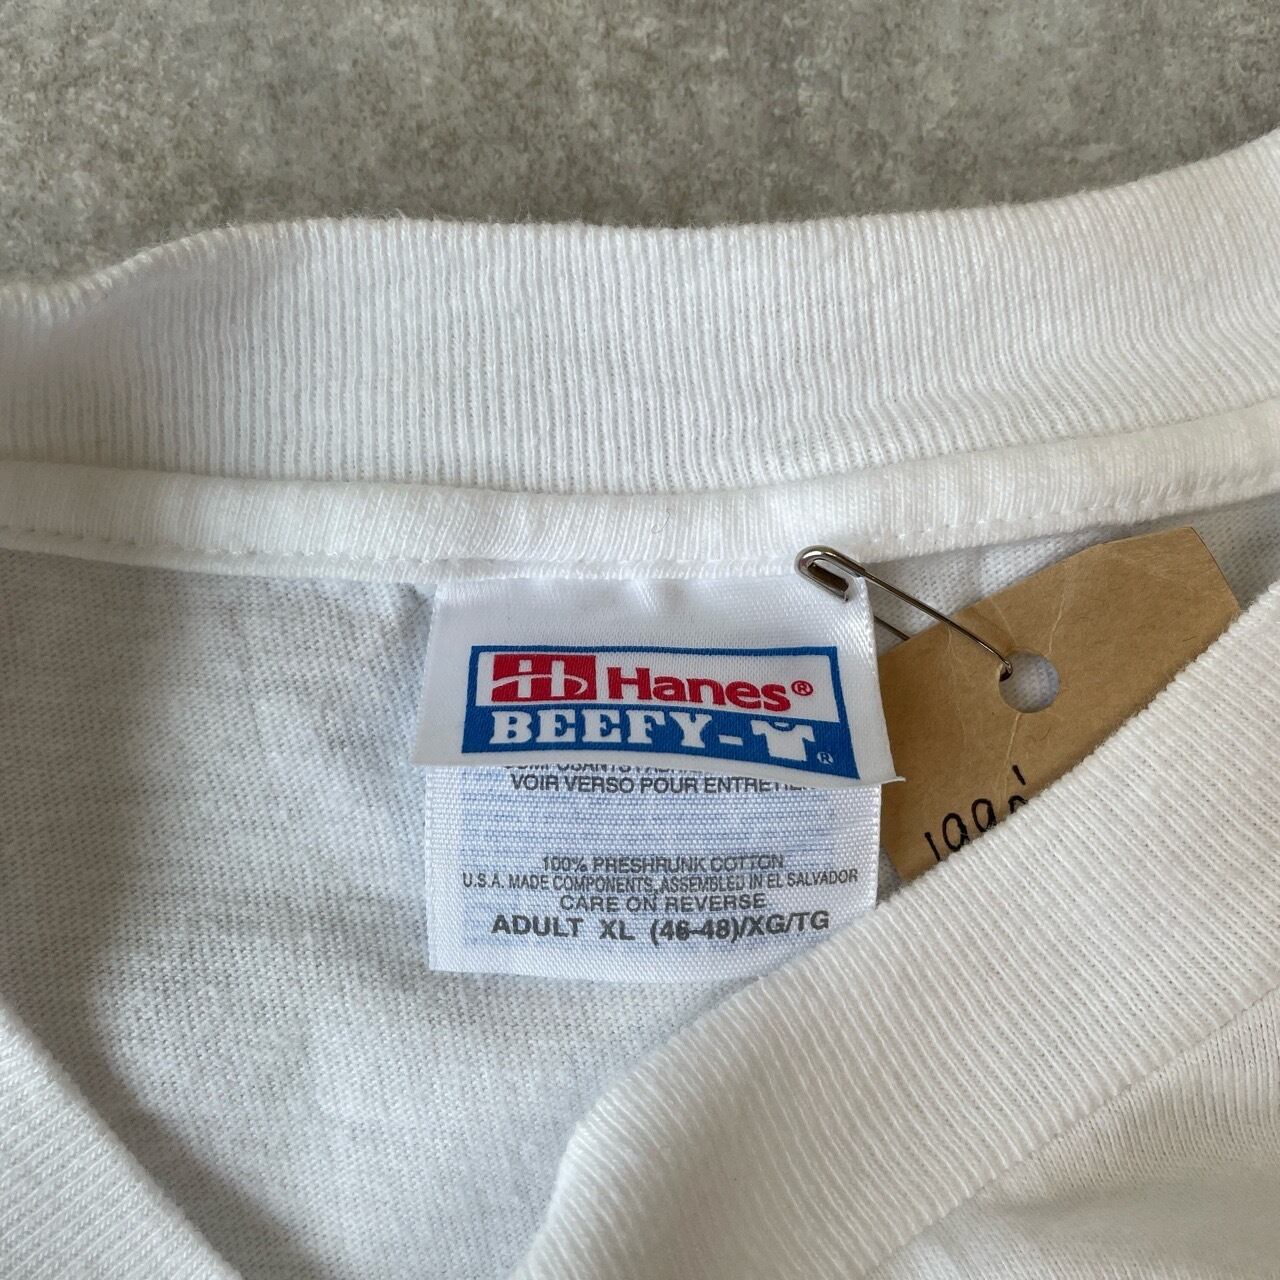 Hanes®
BEEFY-T®
VOIR VERSO POUR
100% PRESHRUNK COTTON
U.S.A. MADE COMPONENTS, ASSEMBLED IN EL SALVADOR
CARE ON REVERSE
ADULT XL (46-48)/XG/TG